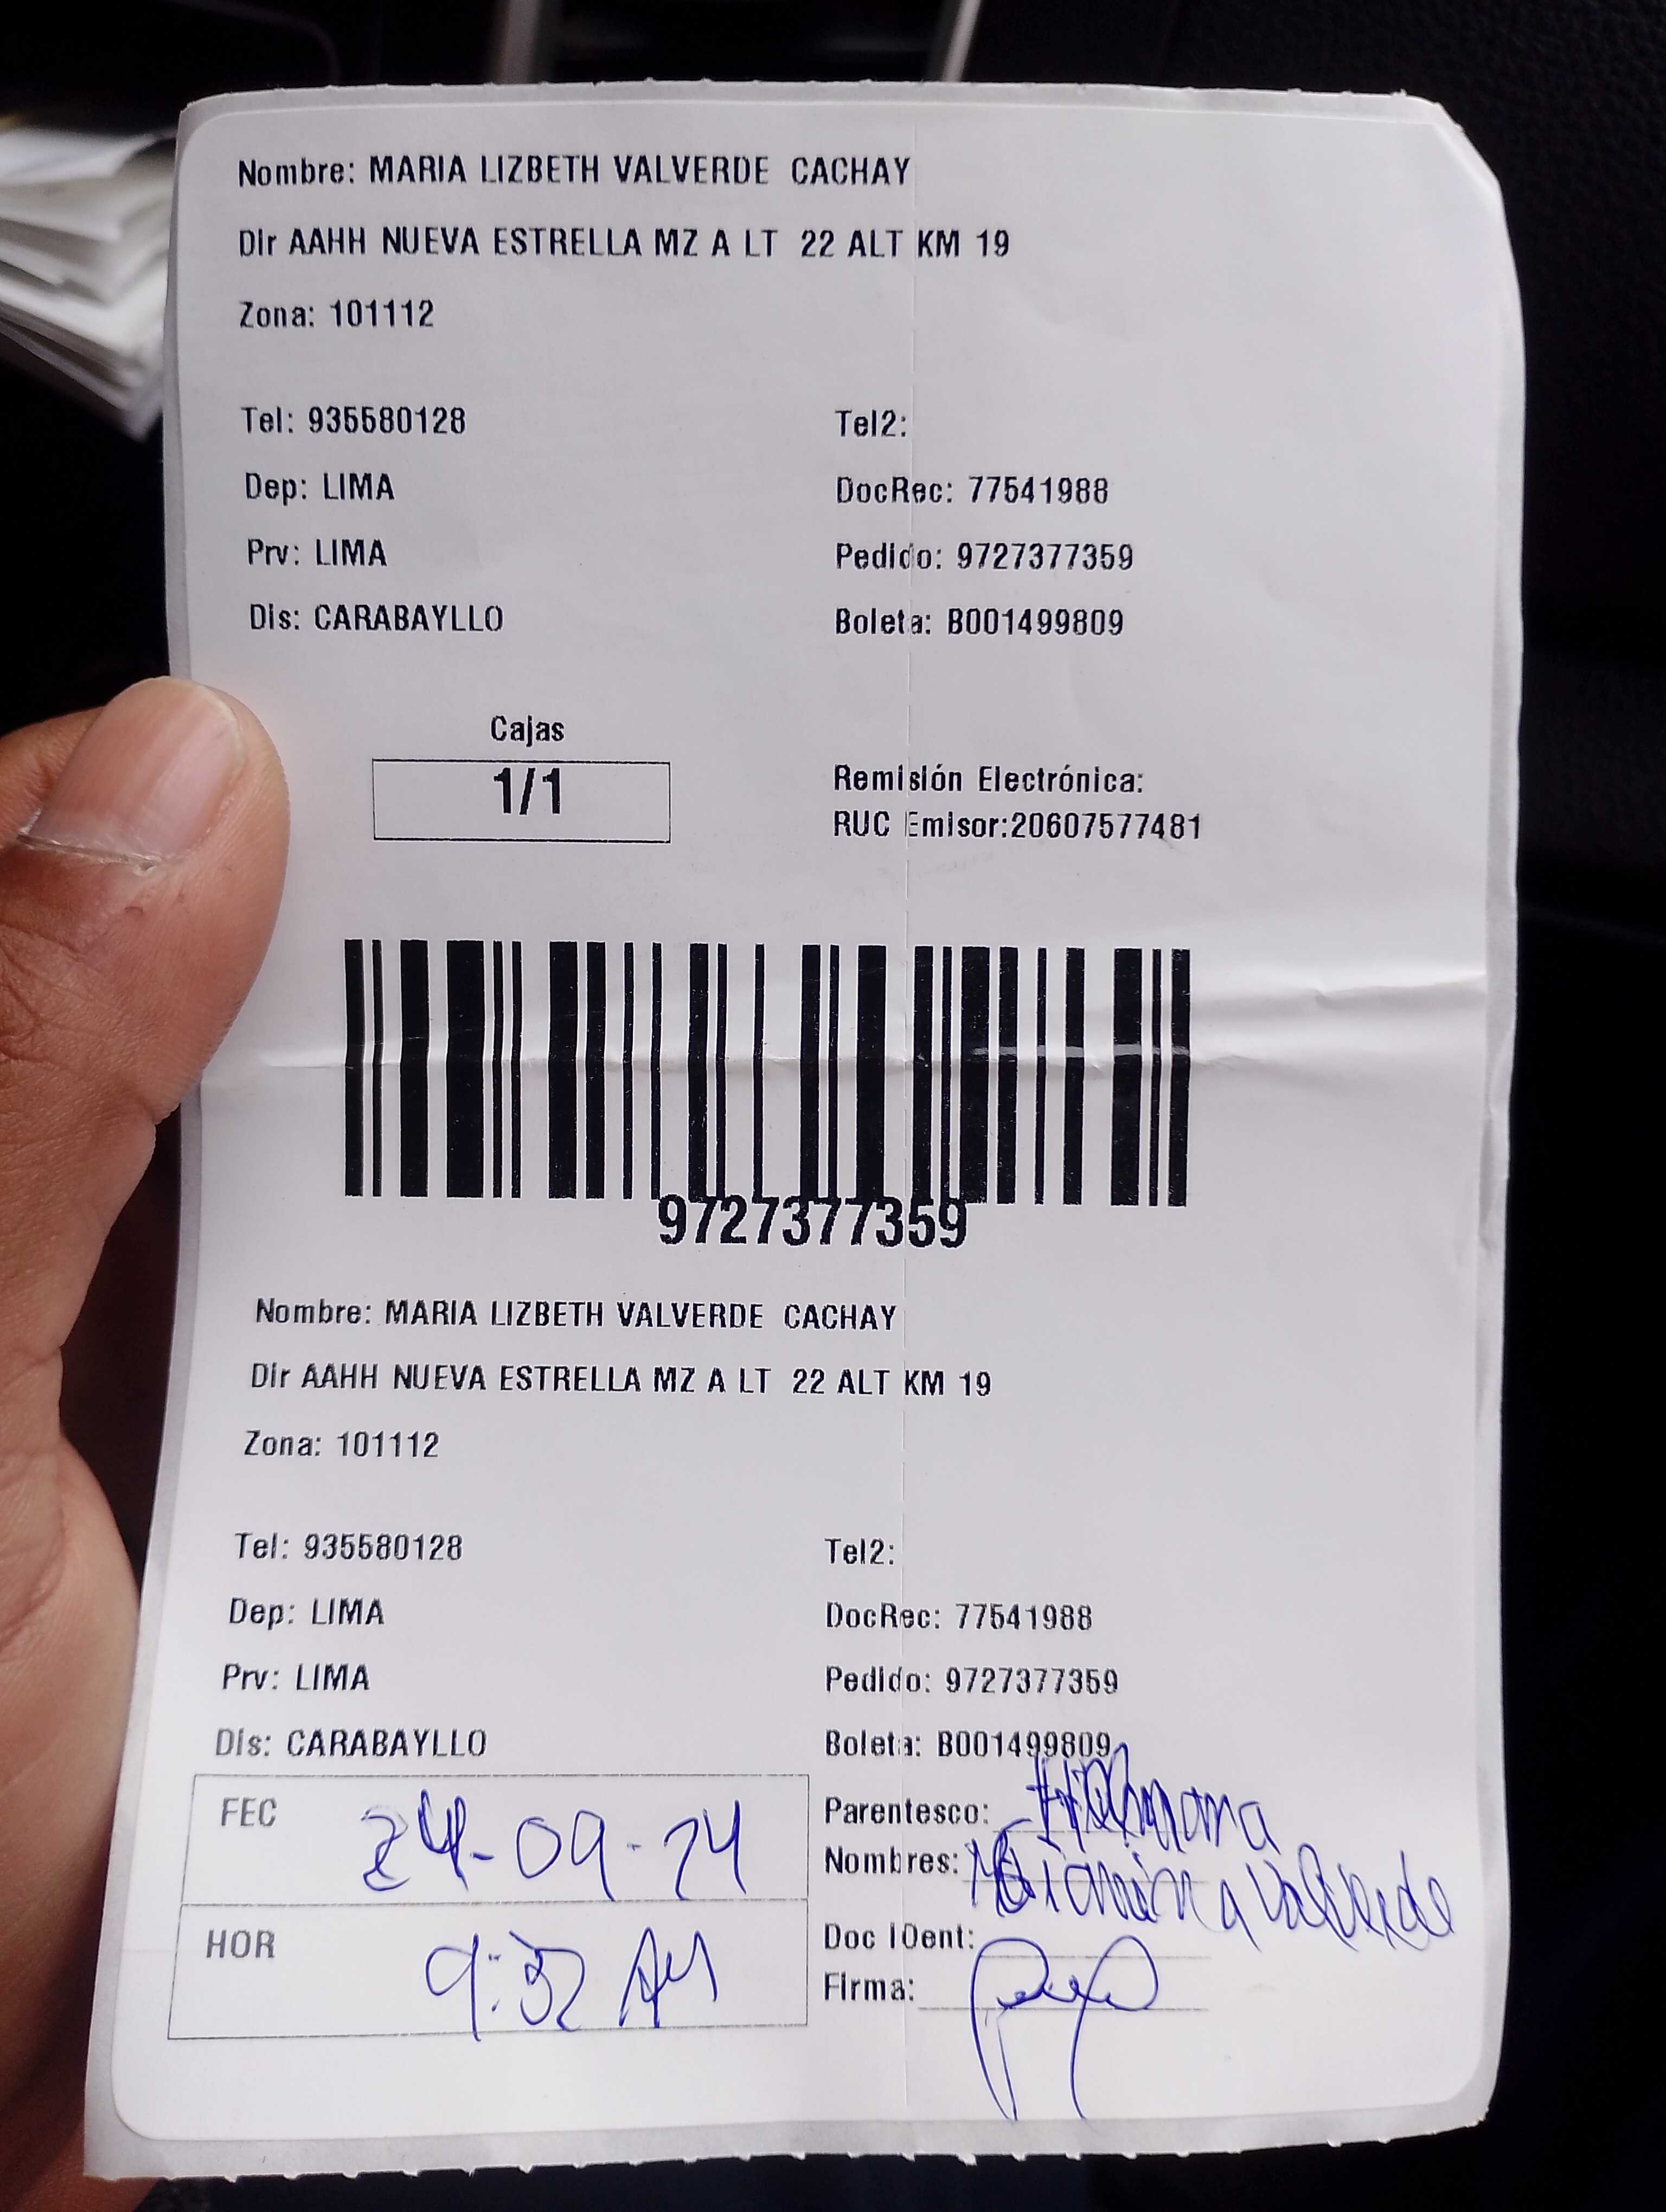 Nombre: MARIA LIZBETH VALVERDE CACHAY
Dir AAHH NUEVA ESTRELLA MZ A LT 22 ALT KM 19
Zona: 101112
Tel: 935580128 Tel2:
Dep: LIMA DocRec: 77541988
Prv: LIMA Pedido: 9727377359
Dis: CARABAYLLO Boleta: B001499809
Cajas
1/1
Remisión Electrónica:
RUC Emisor:20607577481
9727377359
Nombre: MARIA LIZBETH VALVERDE CACHAY
Dir AAHH NUEVA ESTRELLA MZ A LT 22 ALT KM 19
Zona: 101112
Tel: 935580128 Tel2:
Dep: LIMA DocRec: 77541988
Prv: LIMA Pedido: 9727377359
Dis: CARABAYLLO Boleta: B001499809
FEC 24-09-24
Parentesco: Hermana
Nombres: Valverde
HOR 9:32 AM
Doc IDent:
Firma: